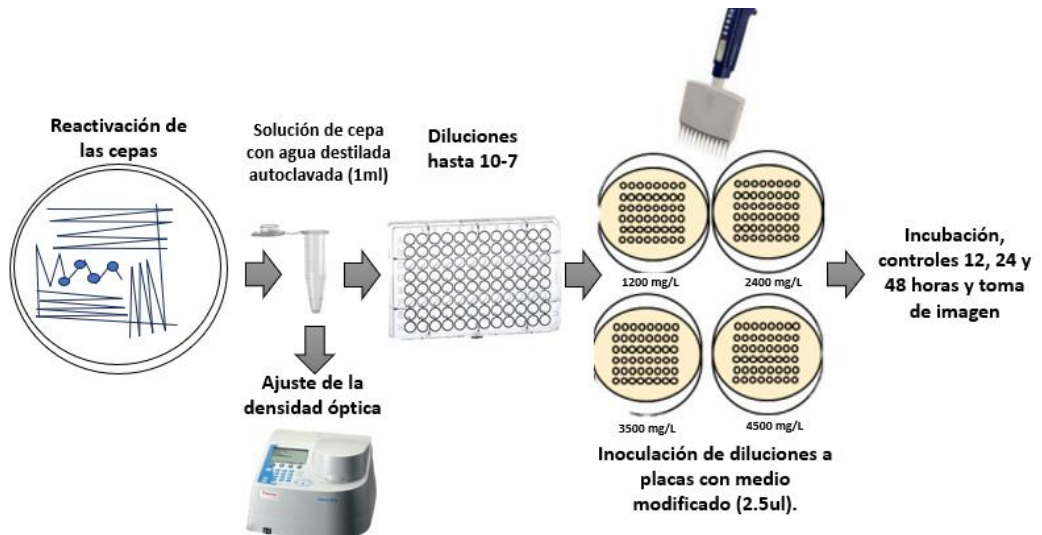 Reactivación de
las cepas
Solución de cepa
con agua destilada
autoclavada (1ml)
Diluciones
hasta 10-7
1200 mg/L
2400 mg/L
3500 mg/L
4500 mg/L
Incubación,
controles 12, 24 y
48 horas y toma
de imagen
Ajuste de la
densidad óptica
Inoculación de diluciones a
placas con medio
modificado (2.5ul).